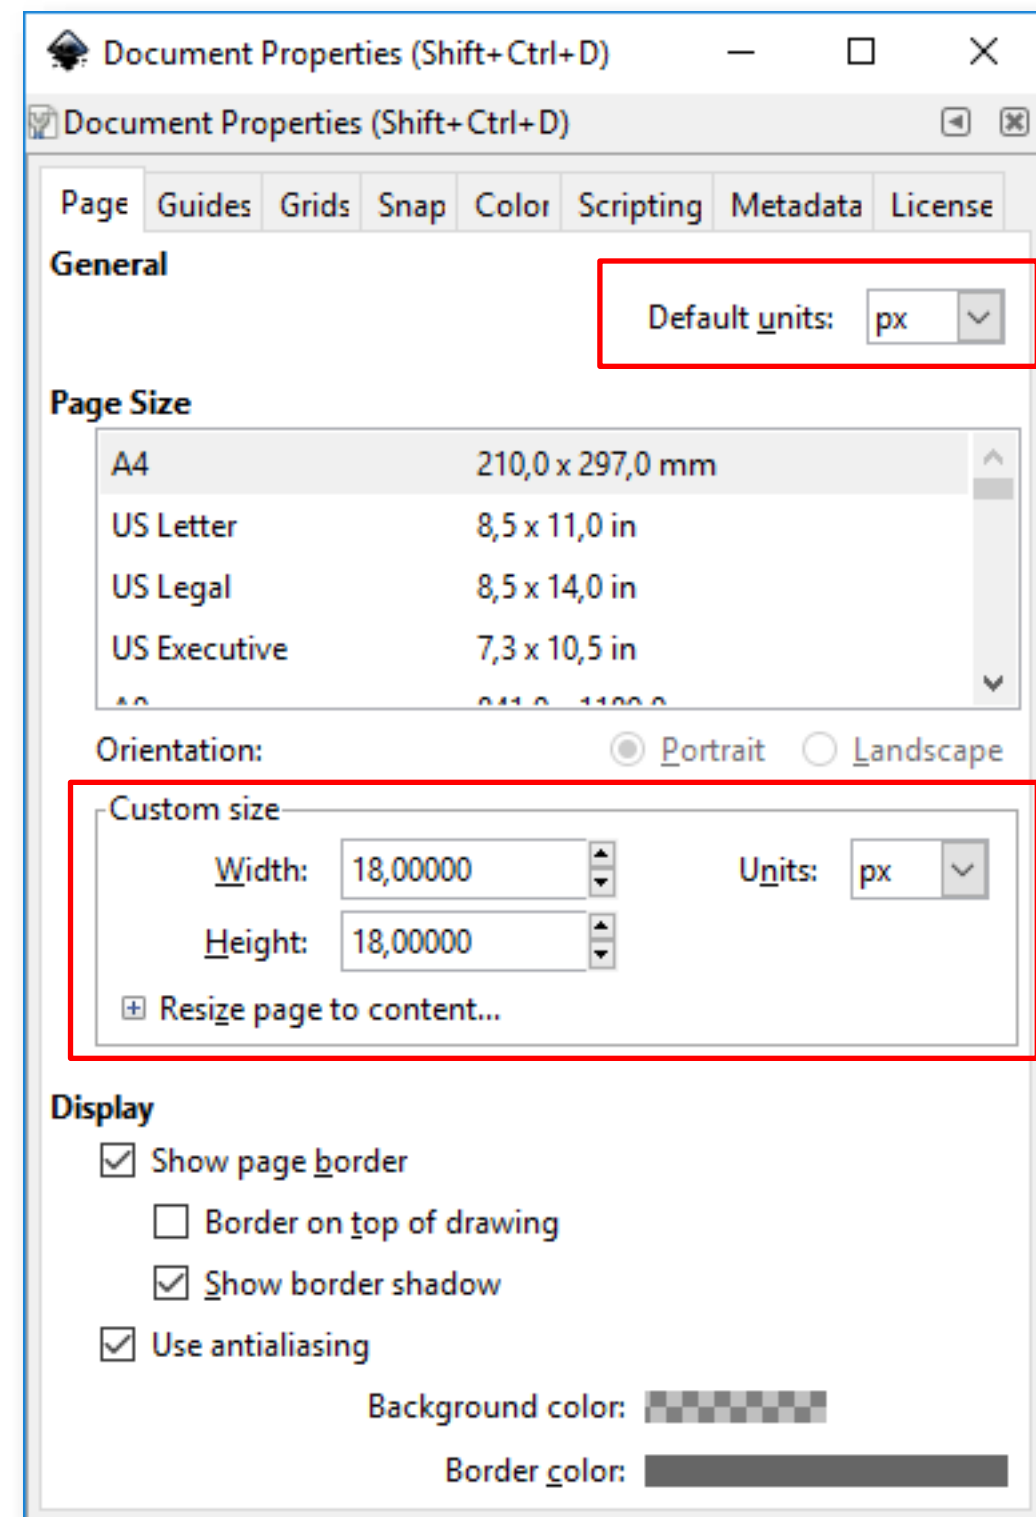 Document Properties (Shift+Ctrl+D)
Document Properties (Shift+Ctrl+D)
Page Guides Grids Snap Color Scripting Metadata License
General
Default units: px
Page Size
A4 210,0 x 297,0 mm
US Letter 8,5 x 11,0 in
US Legal 8,5 x 14,0 in
US Executive 7,3 x 10,5 in
Orientation: Portrait Landscape
Custom size
Width: 18,00000 Units: px
Height: 18,00000
Resize page to content...
Display
Show page border
Border on top of drawing
Show border shadow
Use antialiasing
Background color:
Border color: